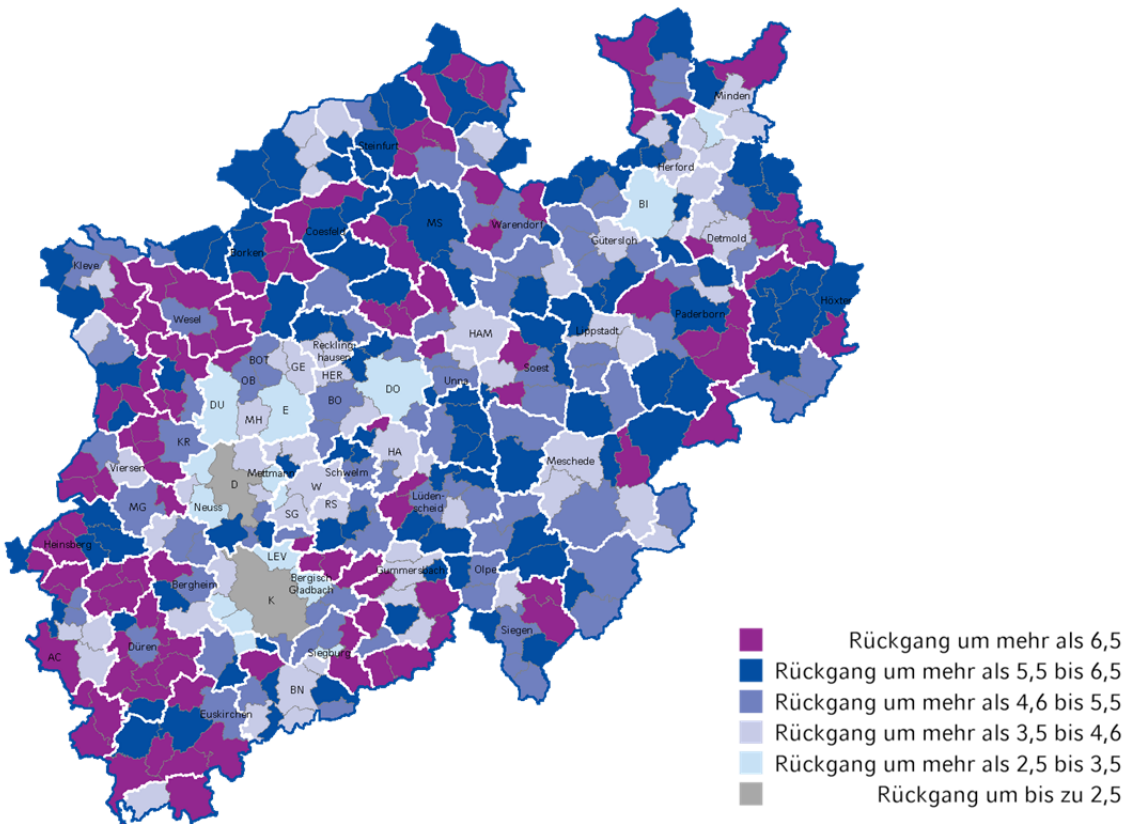 Minden
Steinfurt
Herford
BI
MS
Warendorf
Coesfeld
Gütersloh
Detmold
Borken
Kleve
Höxter
Paderborn
Wesel
Lippstadt
HAM
Reckling-
hausen
BOT
GE
Soest
HER
Unna
OB
DO
BO
DU
E
MH
KR
HA
Meschede
Viersen
Mettmann
Schwelm
D
W
Lüden-
scheid
RS
Neuss
MG
SG
Heinsberg
LEV
Olpe
Gummersbach
Bergisch
Gladbach
Bergheim
K
Siegen
Düren
Siegburg
AC
BN
Euskirchen
Rückgang um mehr als 6,5
Rückgang um mehr als 5,5 bis 6,5
Rückgang um mehr als 4,6 bis 5,5
Rückgang um mehr als 3,5 bis 4,6
Rückgang um mehr als 2,5 bis 3,5
Rückgang um bis zu 2,5